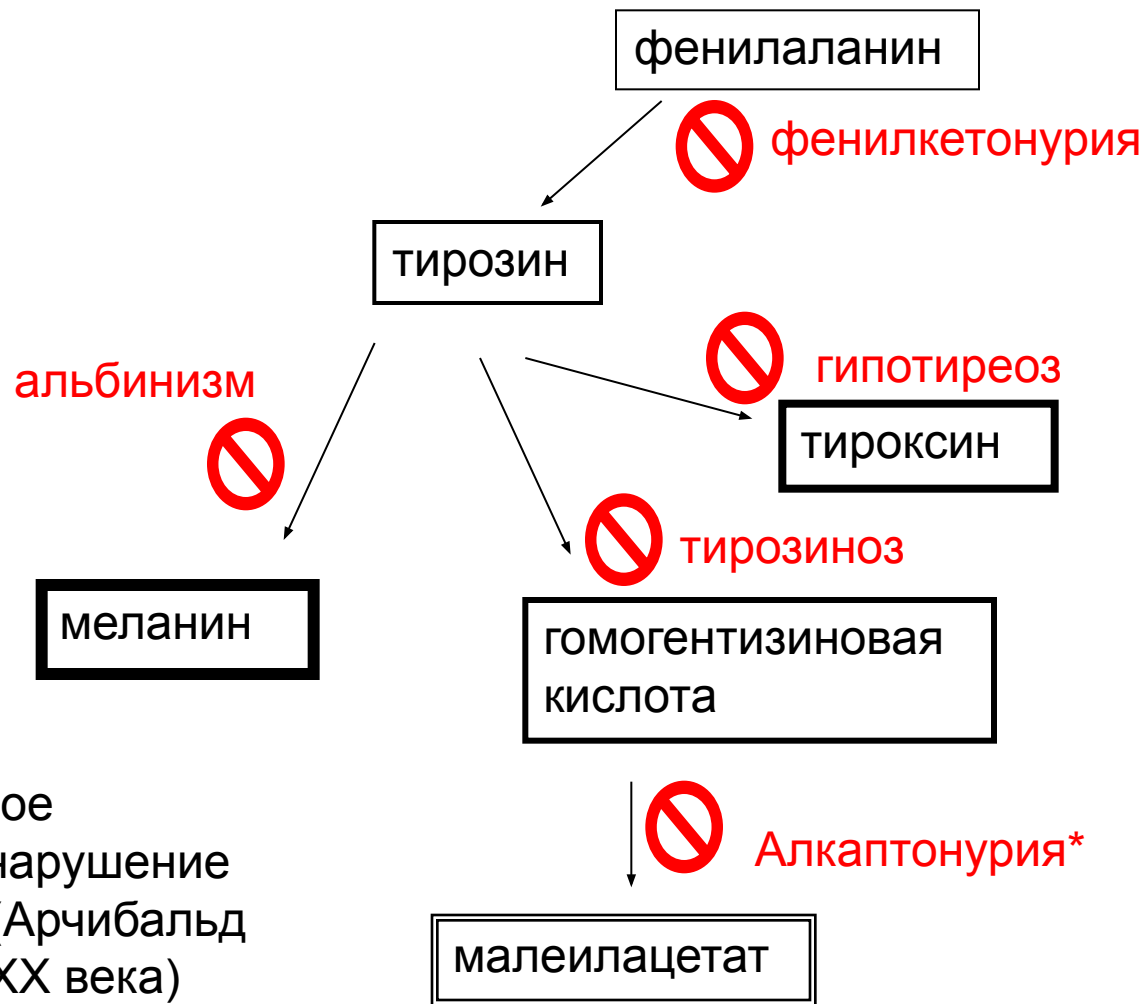 фенилаланин
фенилкетонурия
тирозин
альбинизм
гипотиреоз
тироксин
тирозиноз
меланин
гомогентизиновая
кислота
ое
нарушение
(Арчибальд
XX века)
Алкаптонурия*
малеилацетат